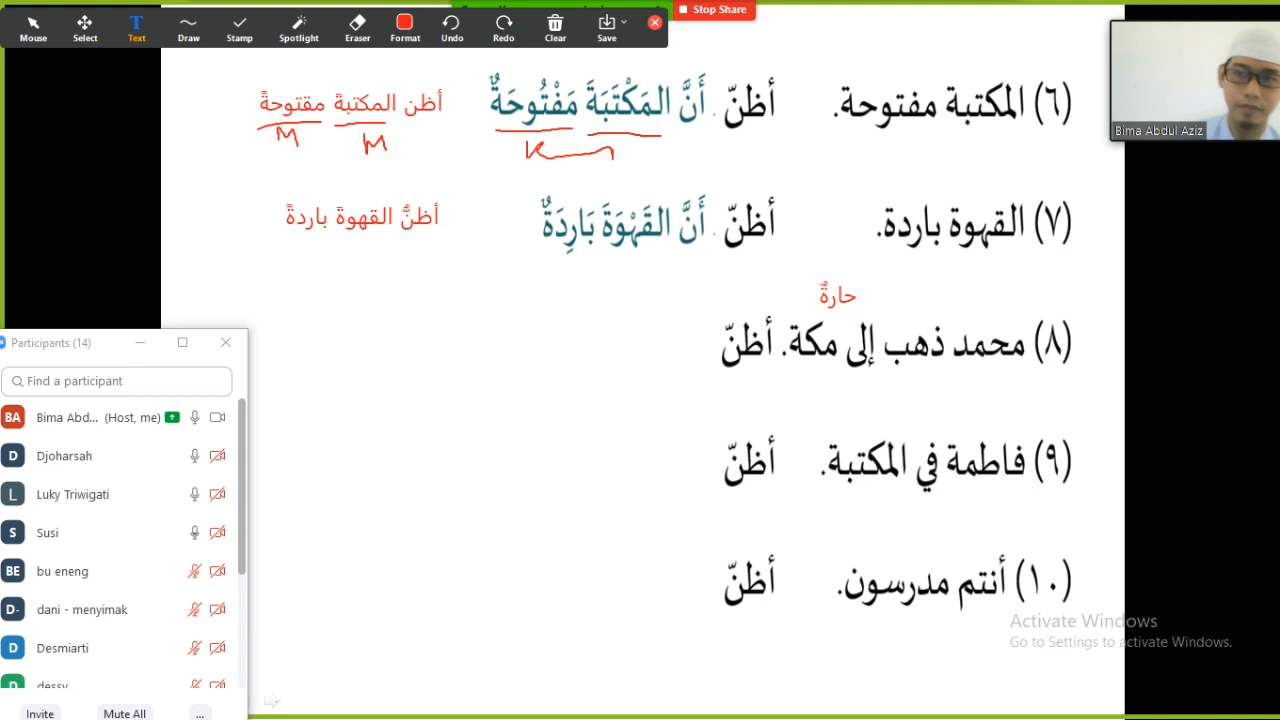 Mouse Select Text Draw Stamp Spotlight Eraser Format Undo Redo Clear Save
Stop Share
Bima Abdul Aziz
(٦) المكتبة مفتوحة. أظنّ أَنَّ المَكْتَبَةَ مَفْتُوحَةٌ
أظن المكتبةَ مقتوحةً
M M K
(٧) القهوة باردة. أظنّ أَنَّ القَهْوَةَ بَارِدَةٌ
أظنُّ القهوةَ باردةً
حارةٌ
(٨) محمد ذهب إلى مكة. أظنّ
(٩) فاطمة في المكتبة. أظنّ
(١٠) أنتم مدرسون. أظنّ
Participants (14)
Find a participant
BA Bima Abd... (Host, me)
D Djoharsah
L Luky Triwigati
S Susi
BE bu eneng
D- dani - menyimak
D Desmiarti
dessy
Invite Mute All ...
Activate Windows
Go to Settings to activate Windows.